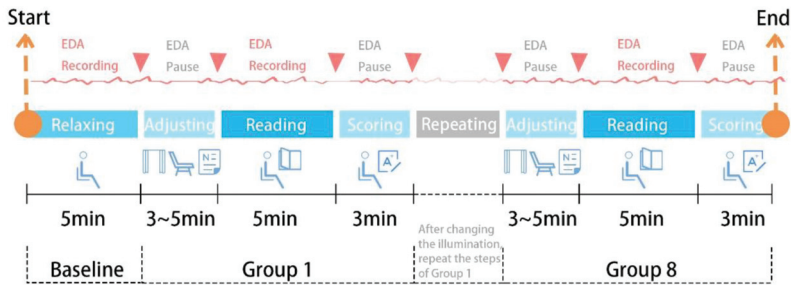 Start
End
EDA
Recording
EDA
Pause
EDA
Recording
EDA
Pause
EDA
Pause
EDA
Recording
EDA
Pause
Relaxing
Adjusting
Reading
Scoring
Repeating
Adjusting
Reading
Scoring
5min
3~5min
5min
3min
3~5min
5min
3min
After changing
the illumination,
repeat the steps
of Group 1
Baseline
Group 1
Group 8